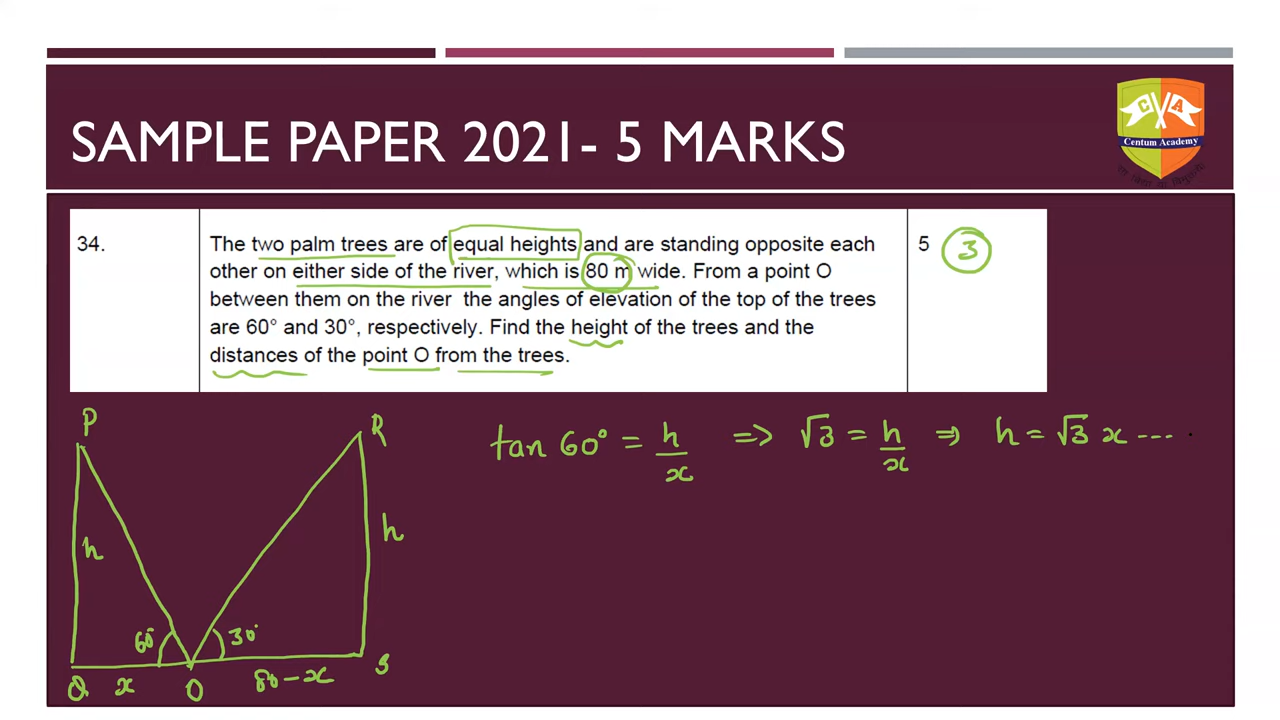 SAMPLE PAPER 2021- 5 MARKS
C A
Centum Academy
34.
The two palm trees are of equal heights and are standing opposite each
other on either side of the river, which is 80 m wide. From a point O
between them on the river the angles of elevation of the top of the trees
are 60° and 30°, respectively. Find the height of the trees and the
distances of the point O from the trees.
5 3
P
R
h
h
60°
30°
Q
x
O
80-x
S
tan 60° = h/x => √3 = h/x => h = √3 x ----